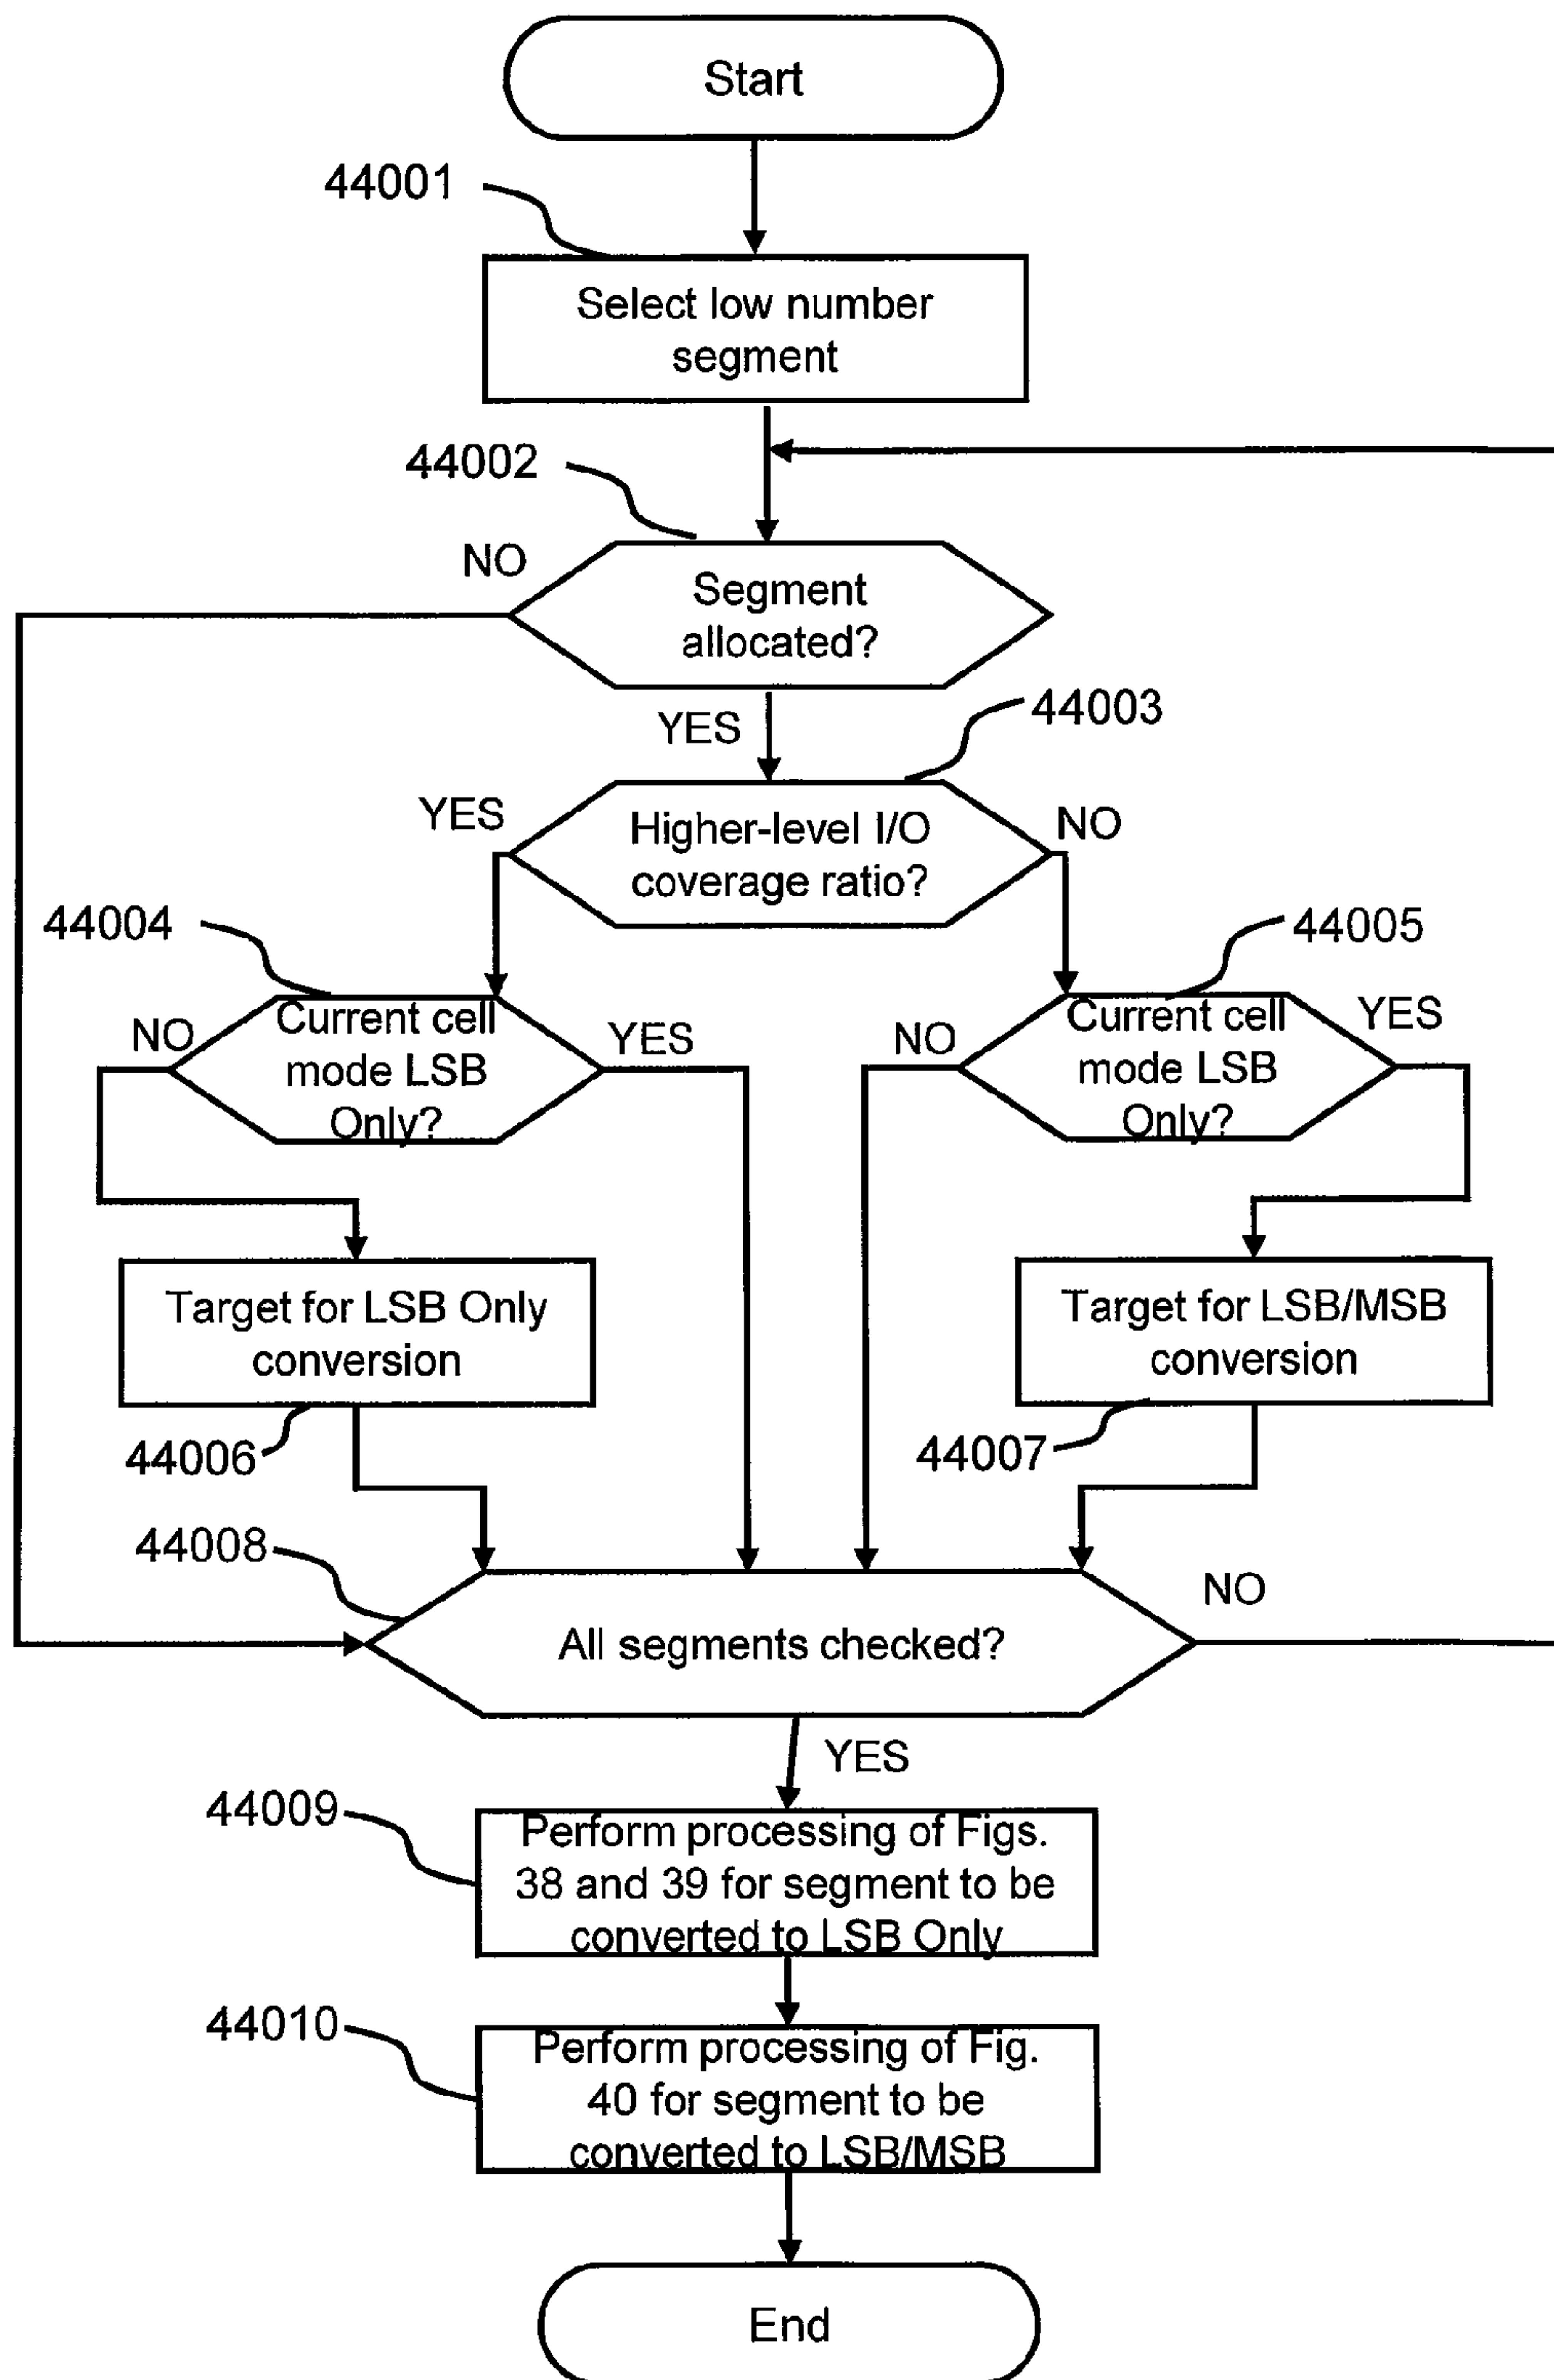 Start
44001
Select low number
segment
44002
NO
Segment
allocated?
YES
44003
YES
Higher-level I/O
coverage ratio?
NO
44004
44005
NO
Current cell
mode LSB
Only?
YES
NO
Current cell
mode LSB
Only?
YES
Target for LSB Only
conversion
Target for LSB/MSB
conversion
44006
44007
44008
All segments checked?
NO
YES
44009
Perform processing of Figs.
38 and 39 for segment to be
converted to LSB Only
44010
Perform processing of Fig.
40 for segment to be
converted to LSB/MSB
End